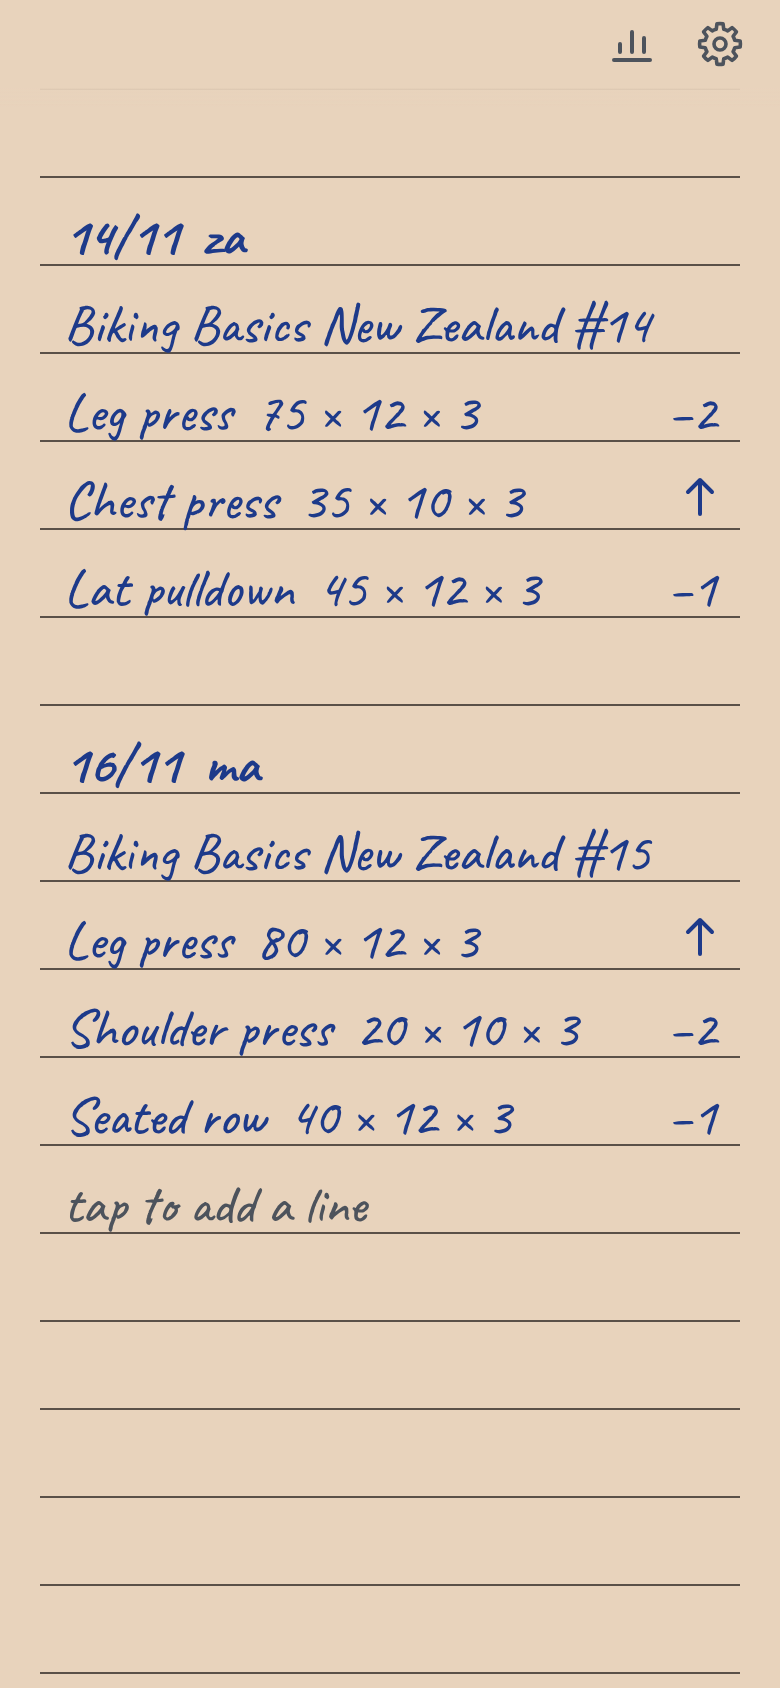 14/11 za
Biking Basics New Zealand #14
Leg press 75 × 12 × 3 –2
Chest press 35 × 10 × 3 ↑
Lat pulldown 45 × 12 × 3 –1
16/11 ma
Biking Basics New Zealand #15
Leg press 80 × 12 × 3 ↑
Shoulder press 20 × 10 × 3 –2
Seated row 40 × 12 × 3 –1
tap to add a line